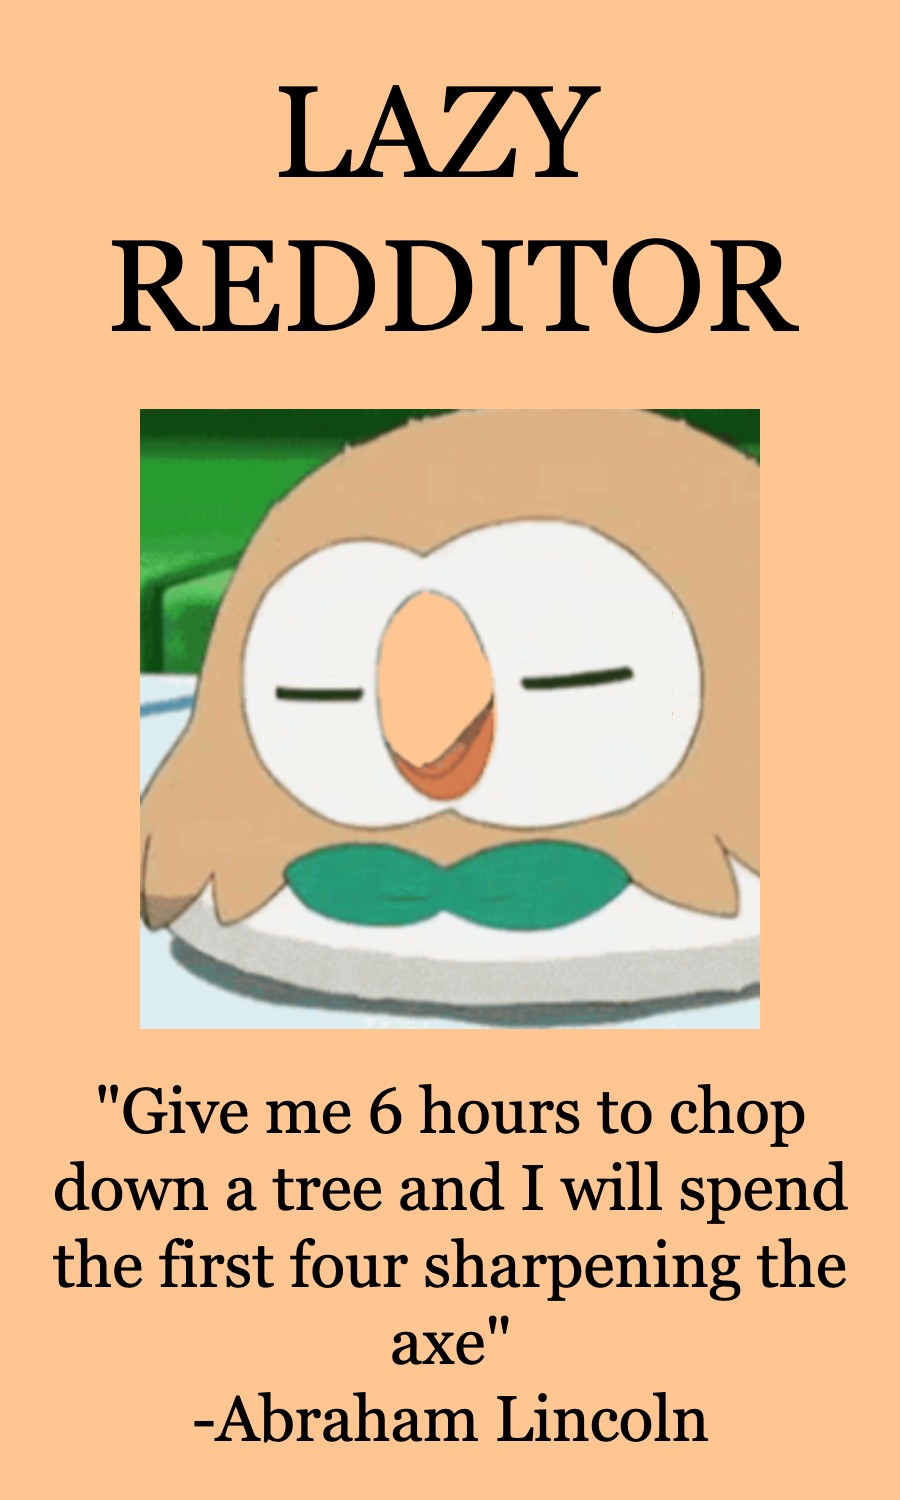 LAZY
REDDITOR
"Give me 6 hours to chop
down a tree and I will spend
the first four sharpening the
axe"
-Abraham Lincoln